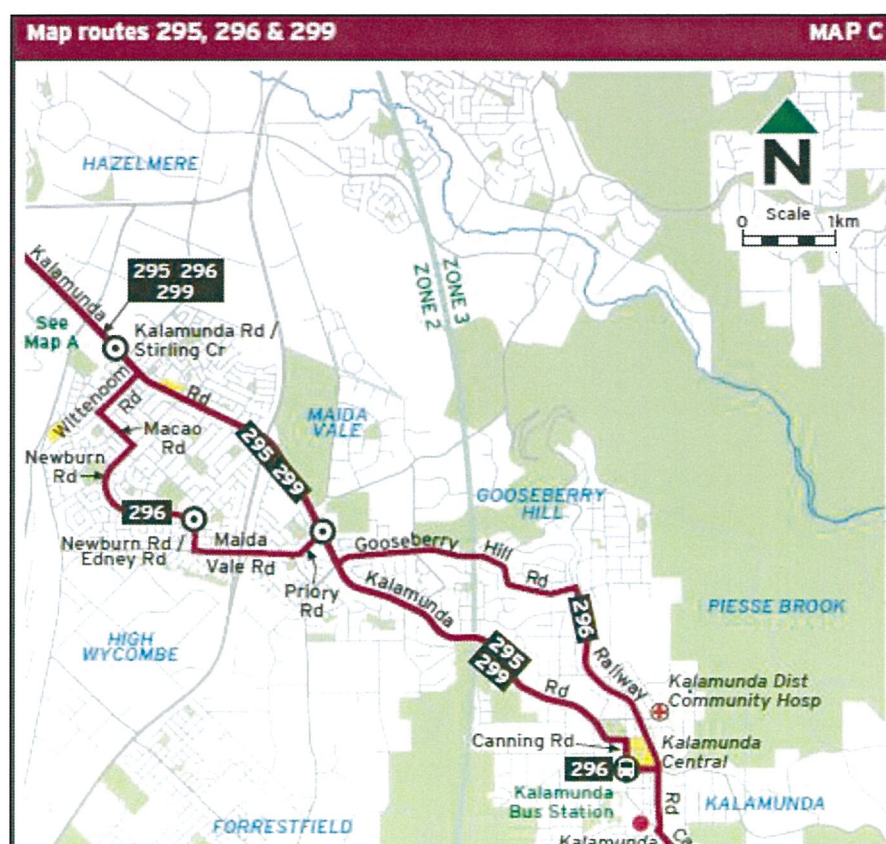 Map routes 295, 296 & 299
MAP C
HAZELMERE
N
Scale
0 1km
Kalamunda
295 296
299
ZONE 2
ZONE 3
See
Map A
Kalamunda Rd /
Stirling Cr
Wittenoom
Rd
Rd
MAIDA
VALE
Macao
Rd
295 299
Newburn
Rd
GOOSEBERRY
HILL
296
Newburn Rd /
Edney Rd
Maida
Vale Rd
Gooseberry
Hill
Rd
Priory
Rd
Kalamunda
296
PIESSE BROOK
HIGH
WYCOMBE
295
299
Rd
Railway
Kalamunda Dist
Community Hosp
Canning Rd
Kalamunda
Central
296
Kalamunda
Bus Station
Rd
KALAMUNDA
FORRESTFIELD
Kalamunda
Ca